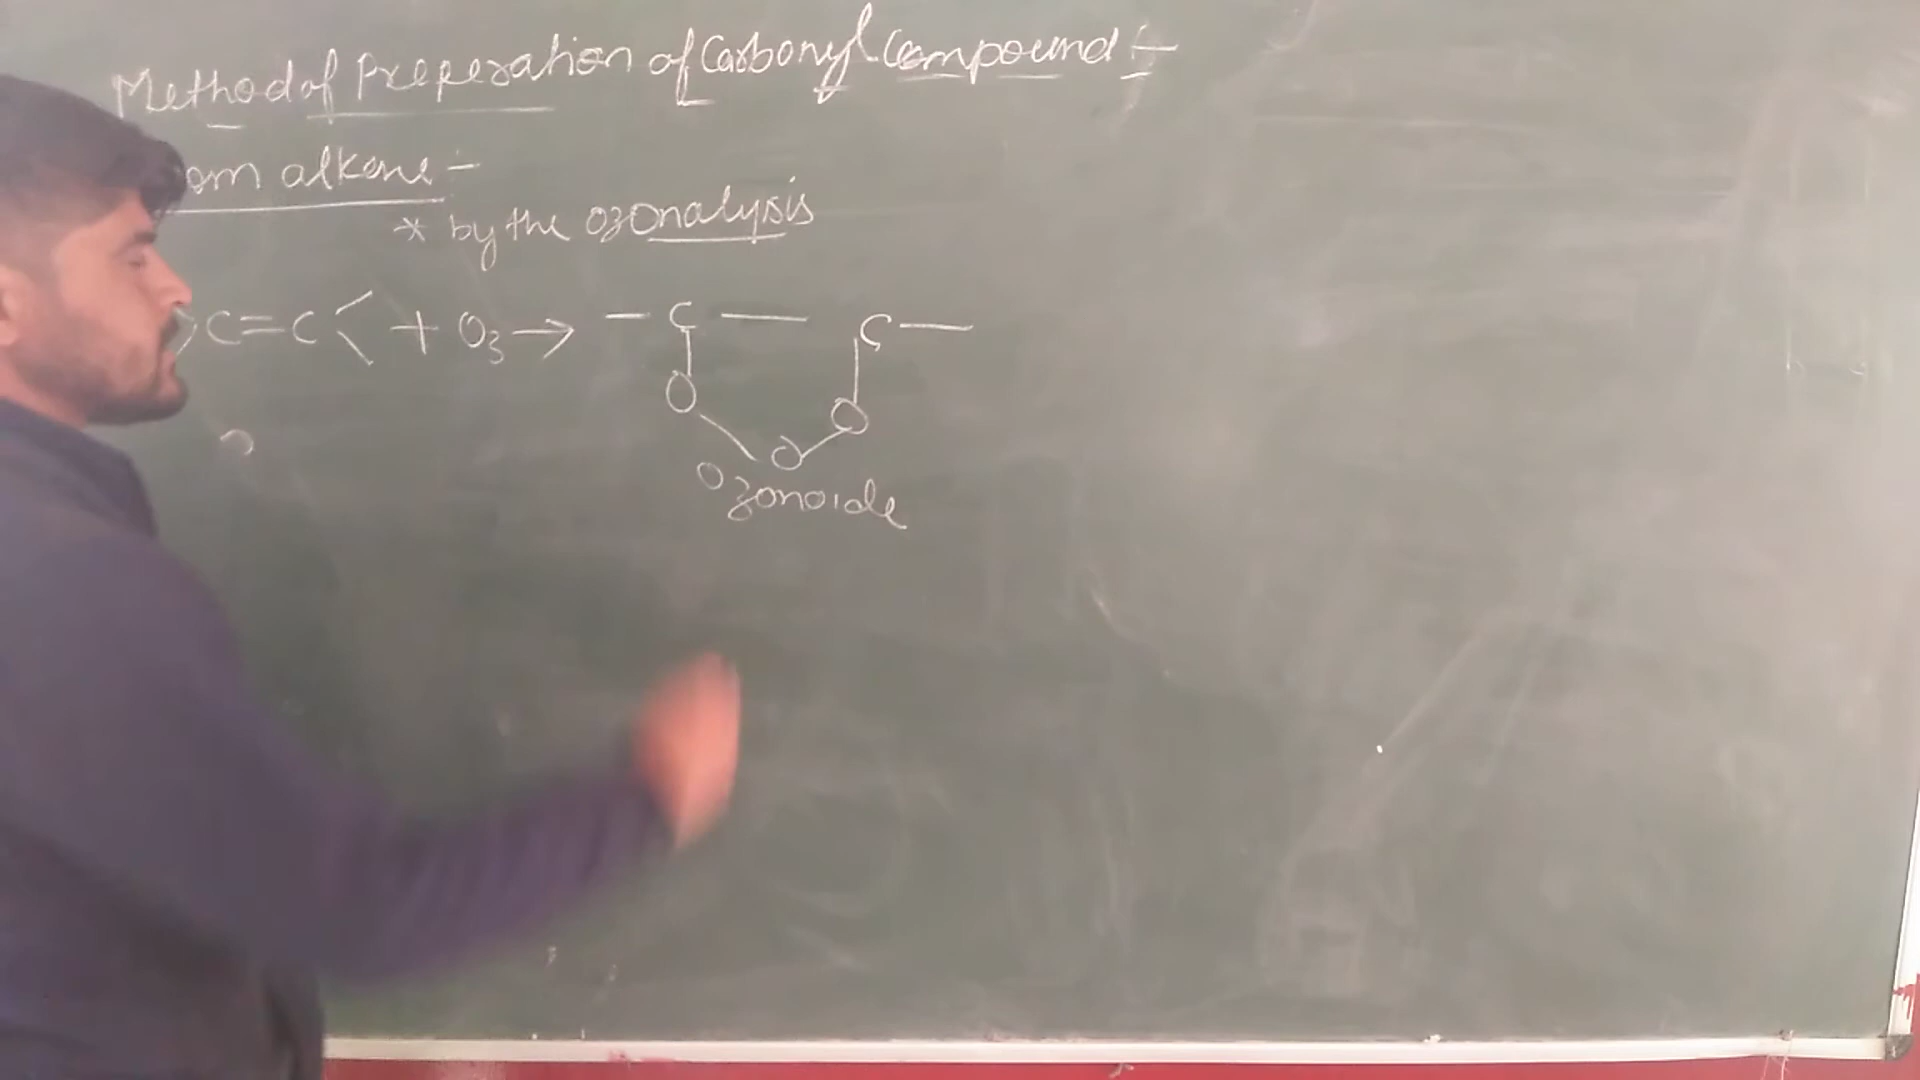 Method of Preperation of Carbonyl Compound :-
om alkene -
* by the ozonalysis
>C=C< + O3 → - C — C -
O O
O
Ozonoide